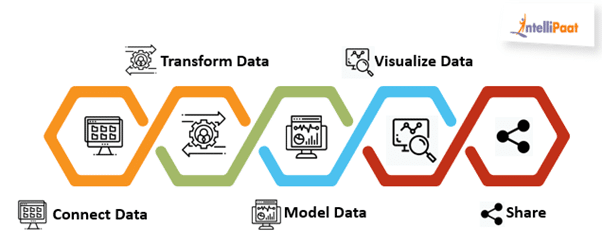 IntelliPaat
Transform Data
Visualize Data
Connect Data
Model Data
Share